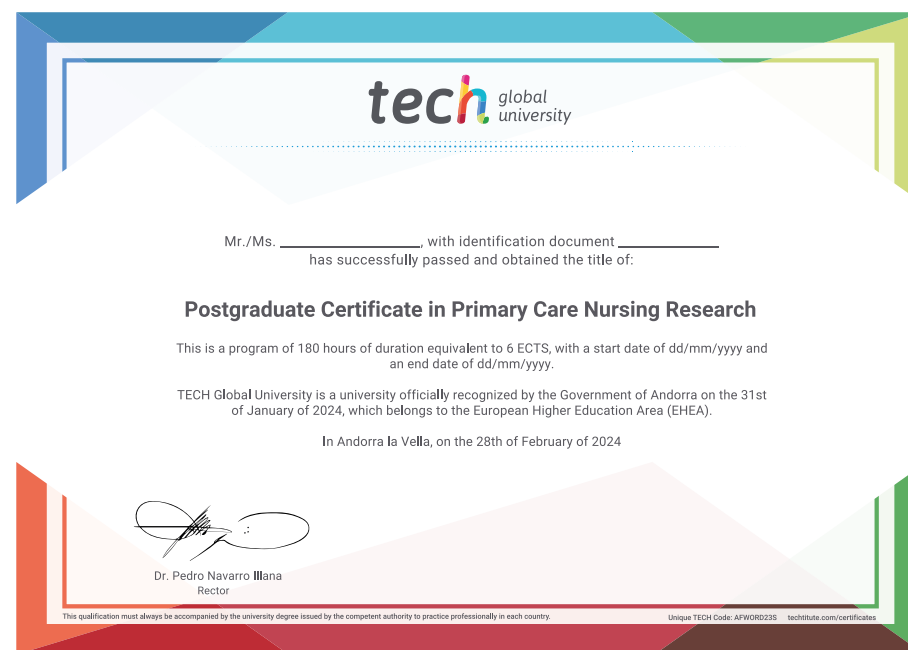 tech global university
Mr./Ms. ____________, with identification document ____________
has successfully passed and obtained the title of:
Postgraduate Certificate in Primary Care Nursing Research
This is a program of 180 hours of duration equivalent to 6 ECTS, with a start date of dd/mm/yyyy and
an end date of dd/mm/yyyy.
TECH Global University is a university officially recognized by the Government of Andorra on the 31st
of January of 2024, which belongs to the European Higher Education Area (EHEA).
In Andorra la Vella, on the 28th of February of 2024
Dr. Pedro Navarro Illana
Rector
This qualification must always be accompanied by the university degree issued by the competent authority to practice professionally in each country.
Unique TECH Code: AFWORD23S techtitute.com/certificates